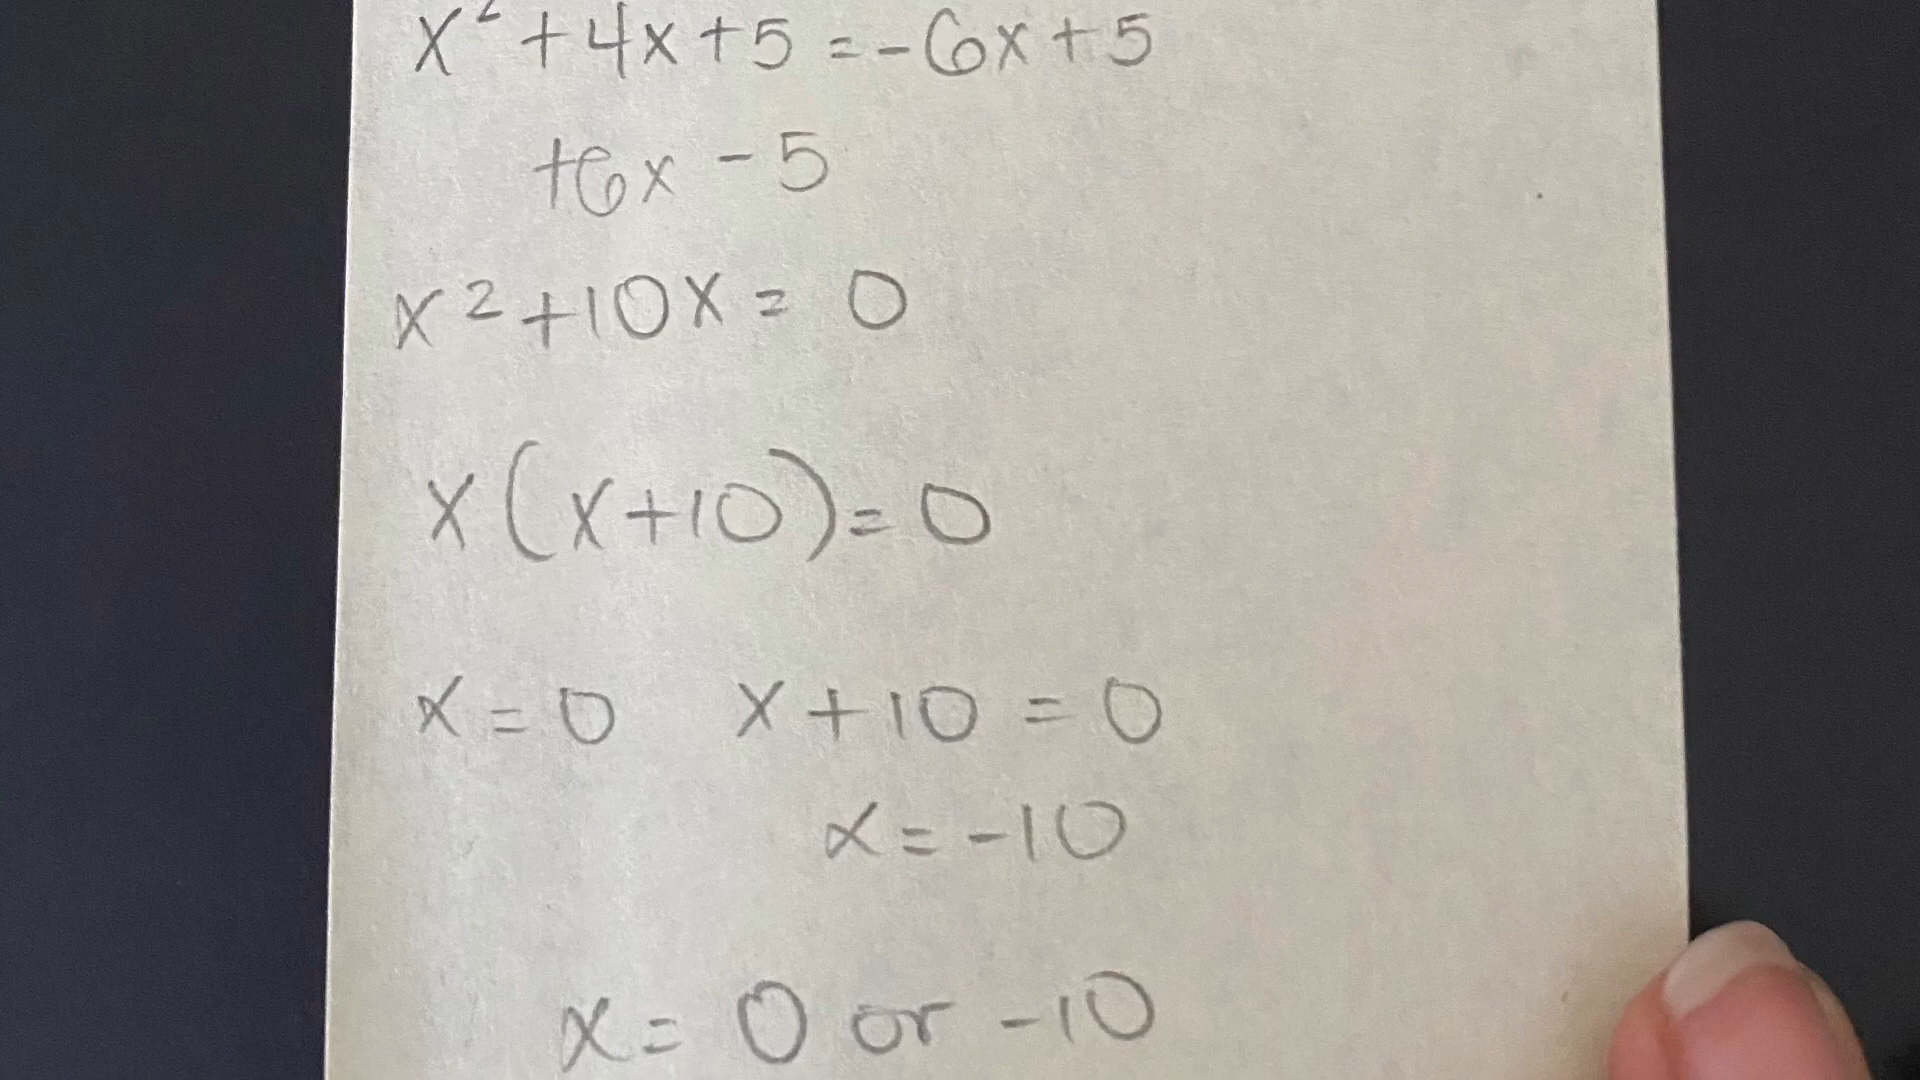 x² + 4x + 5 = -6x + 5
+6x - 5
x² + 10x = 0
x(x+10) = 0
x = 0 x + 10 = 0
x = -10
x = 0 or -10